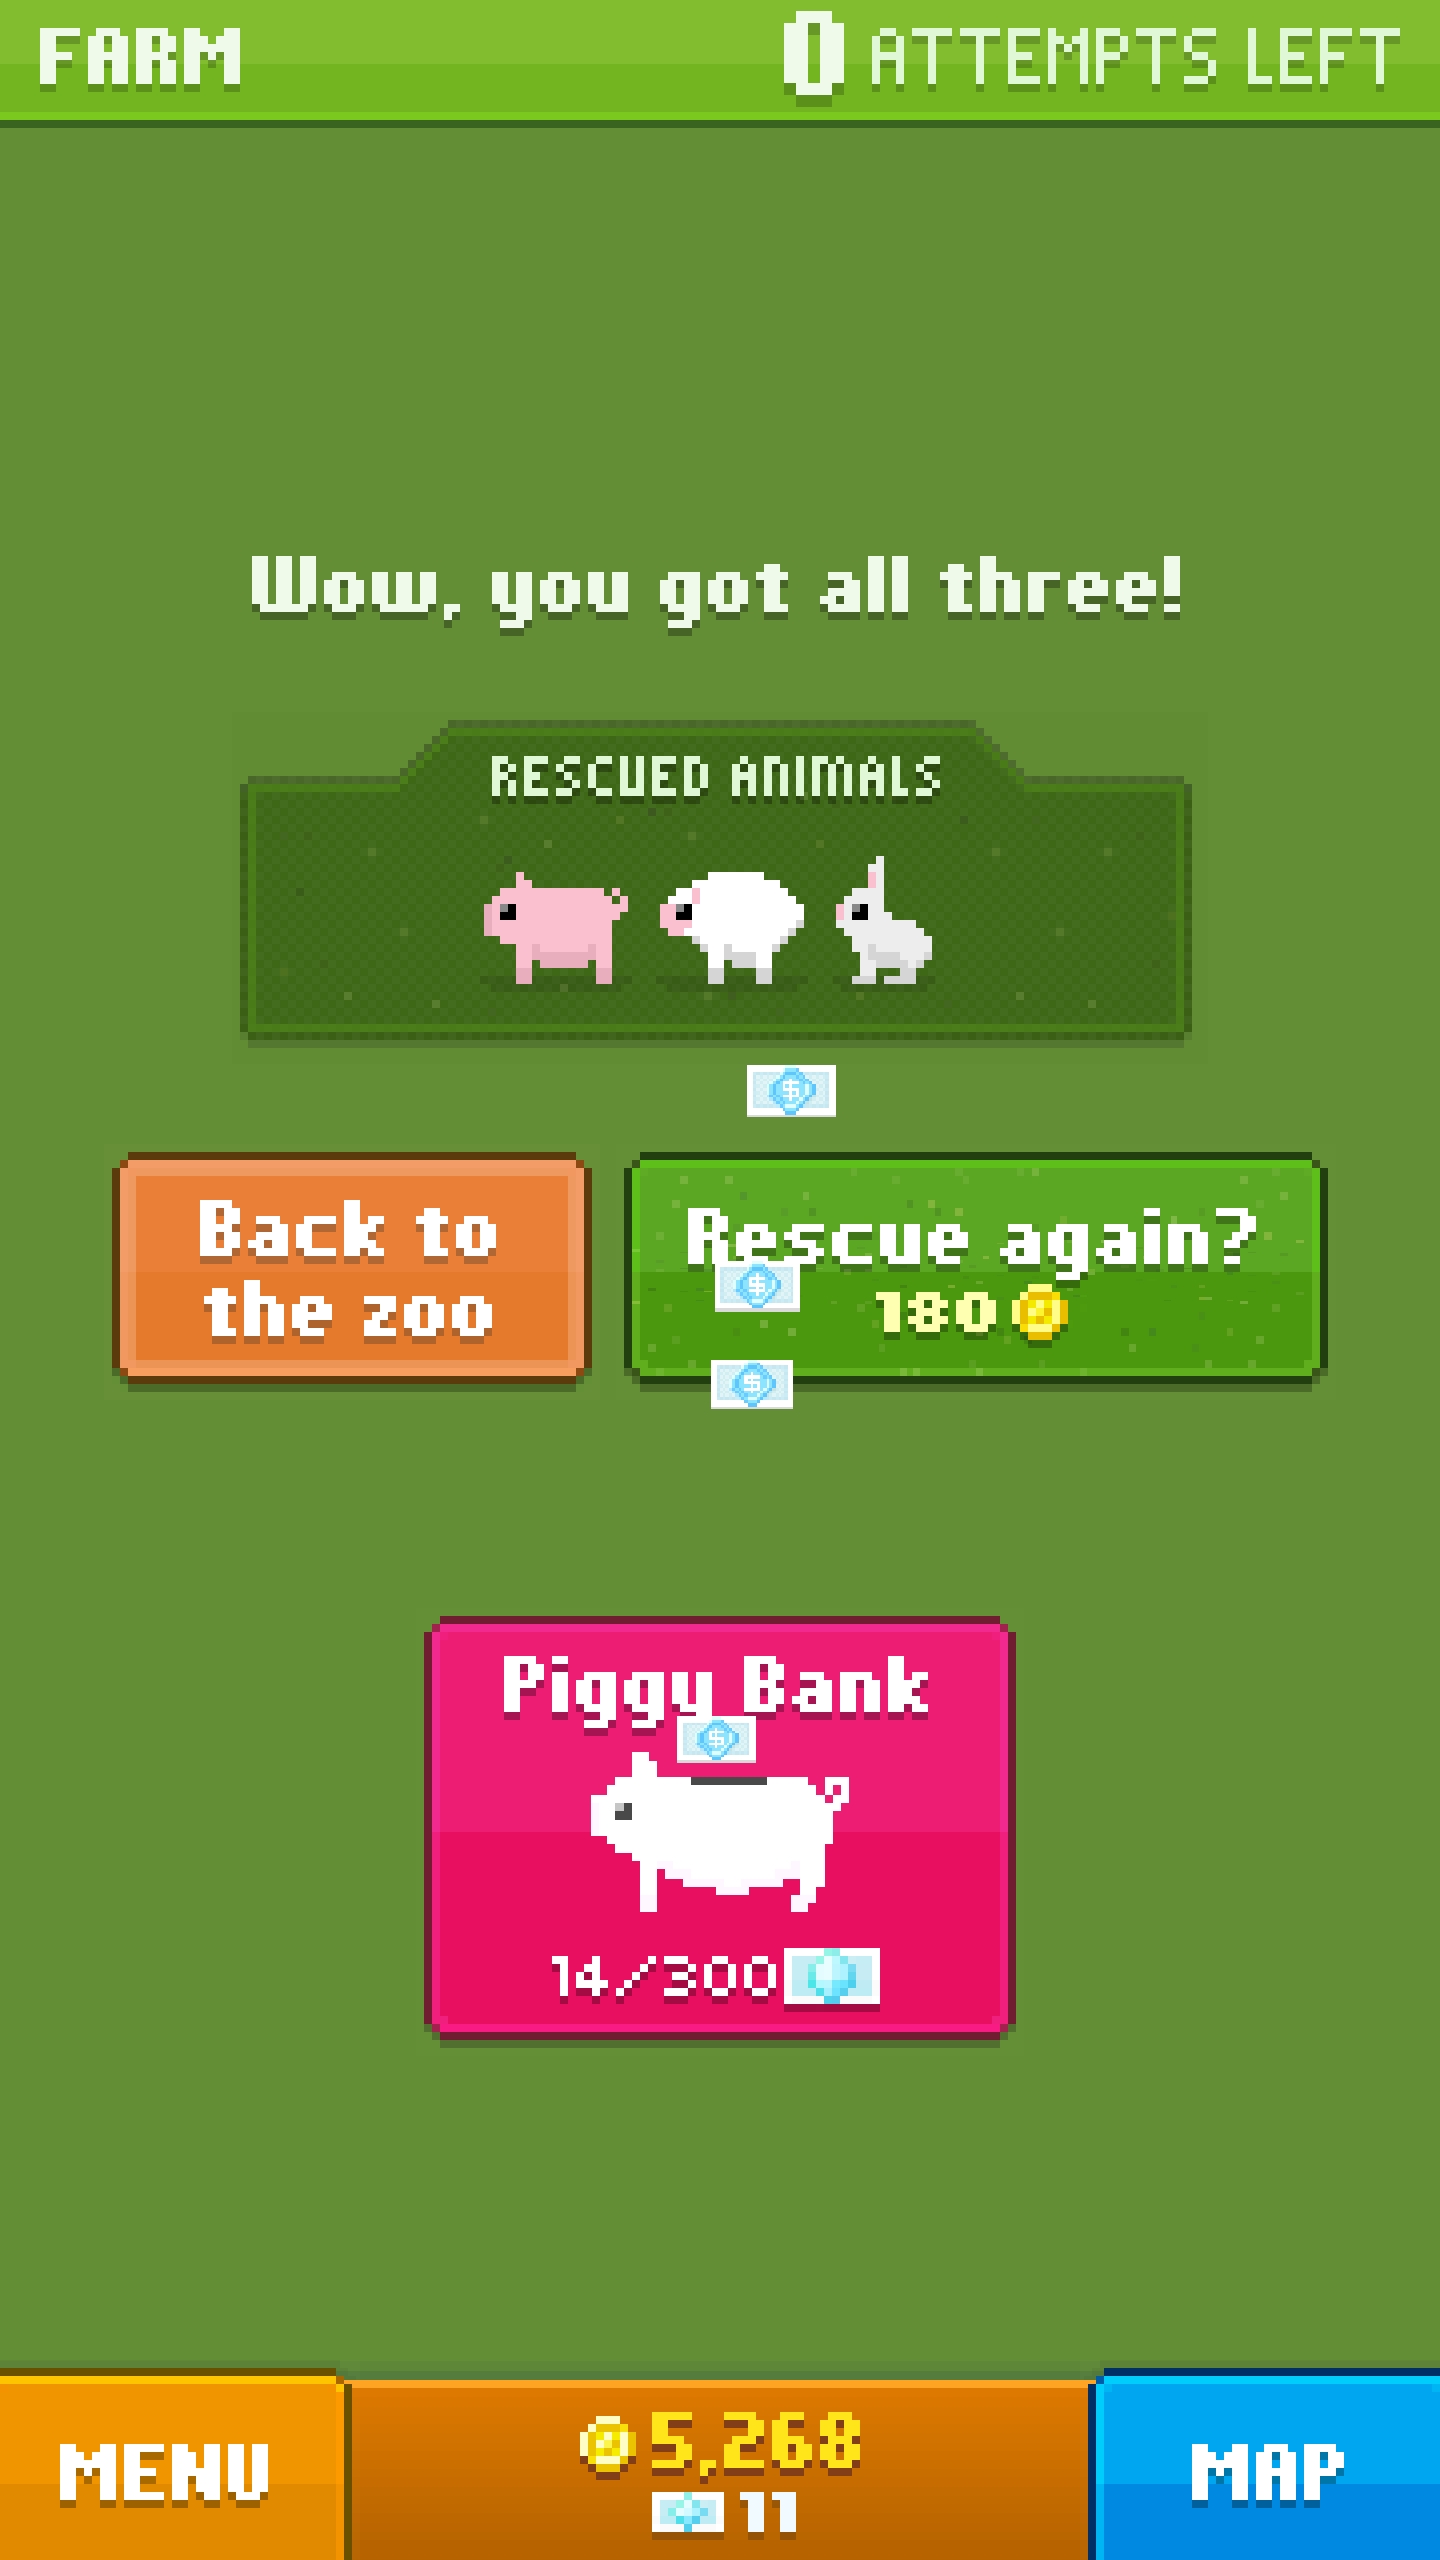 FARM
0 ATTEMPTS LEFT
Wow, you got all three!
RESCUED ANIMALS
Back to
the zoo
Rescue again?
180
Piggy Bank
14/300
MENU
5,268
11
MAP